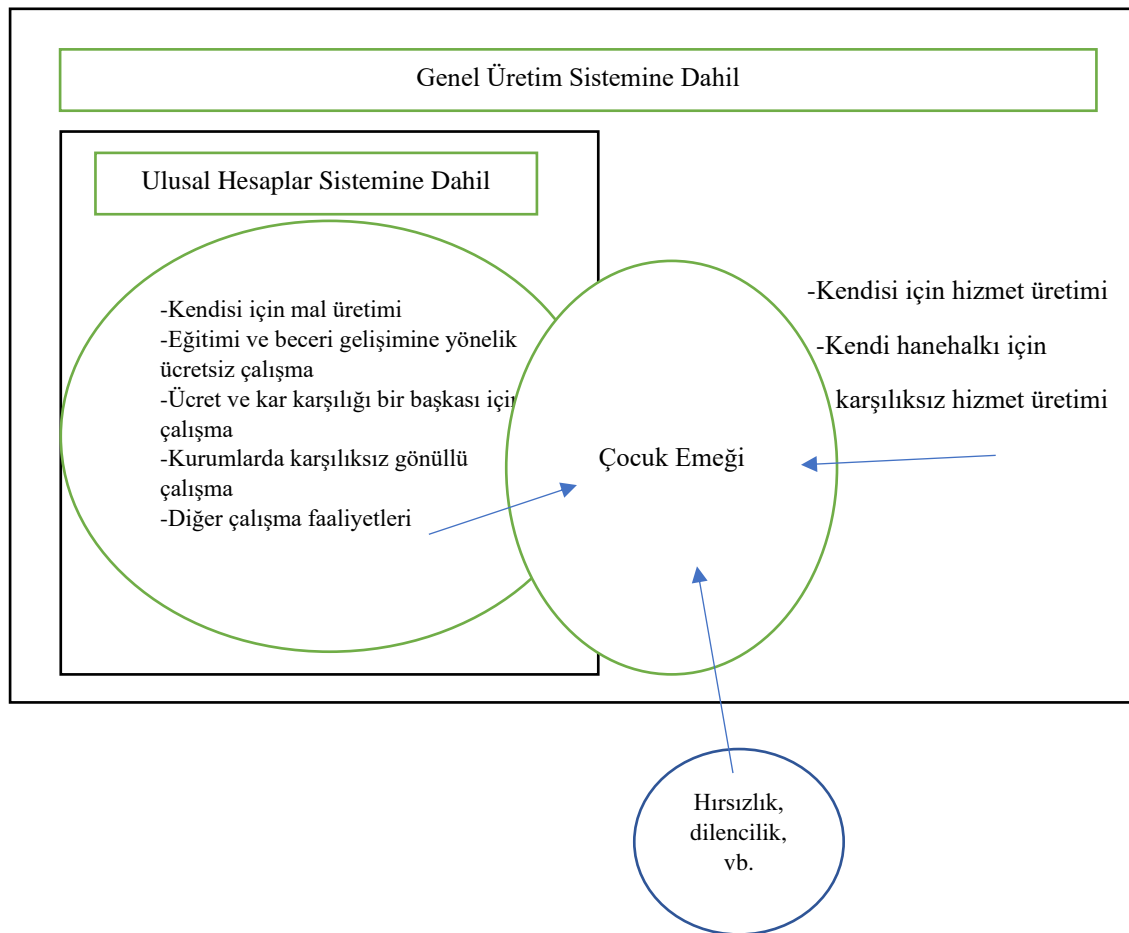 Genel Üretim Sistemine Dahil
Ulusal Hesaplar Sistemine Dahil
-Kendisi için mal üretimi
-Eğitimi ve beceri gelişimine yönelik
ücretsiz çalışma
-Ücret ve kar karşılığı bir başkası için
çalışma
-Kurumlarda karşılıksız gönüllü
çalışma
-Diğer çalışma faaliyetleri
Çocuk Emeği
-Kendisi için hizmet üretimi
-Kendi hanehalkı için
karşılıksız hizmet üretimi
Hırsızlık,
dilencilik,
vb.